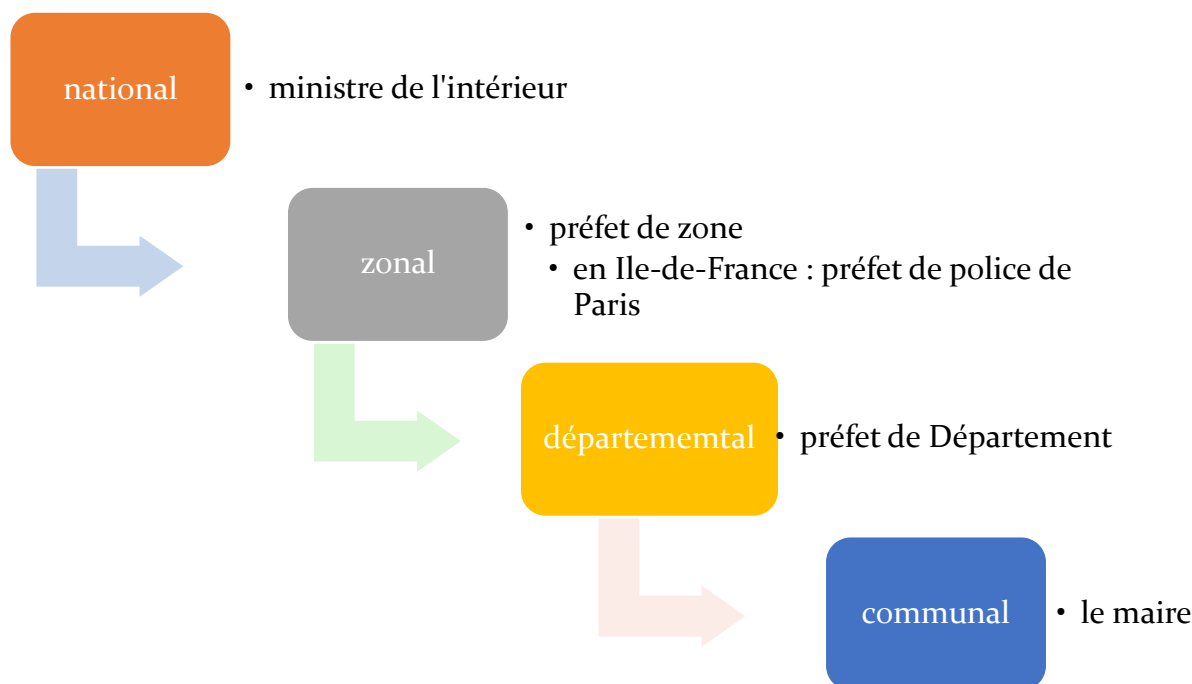 national
• ministre de l'intérieur
zonal
• préfet de zone
• en Ile-de-France : préfet de police de
Paris
départememtal
• préfet de Département
communal
• le maire